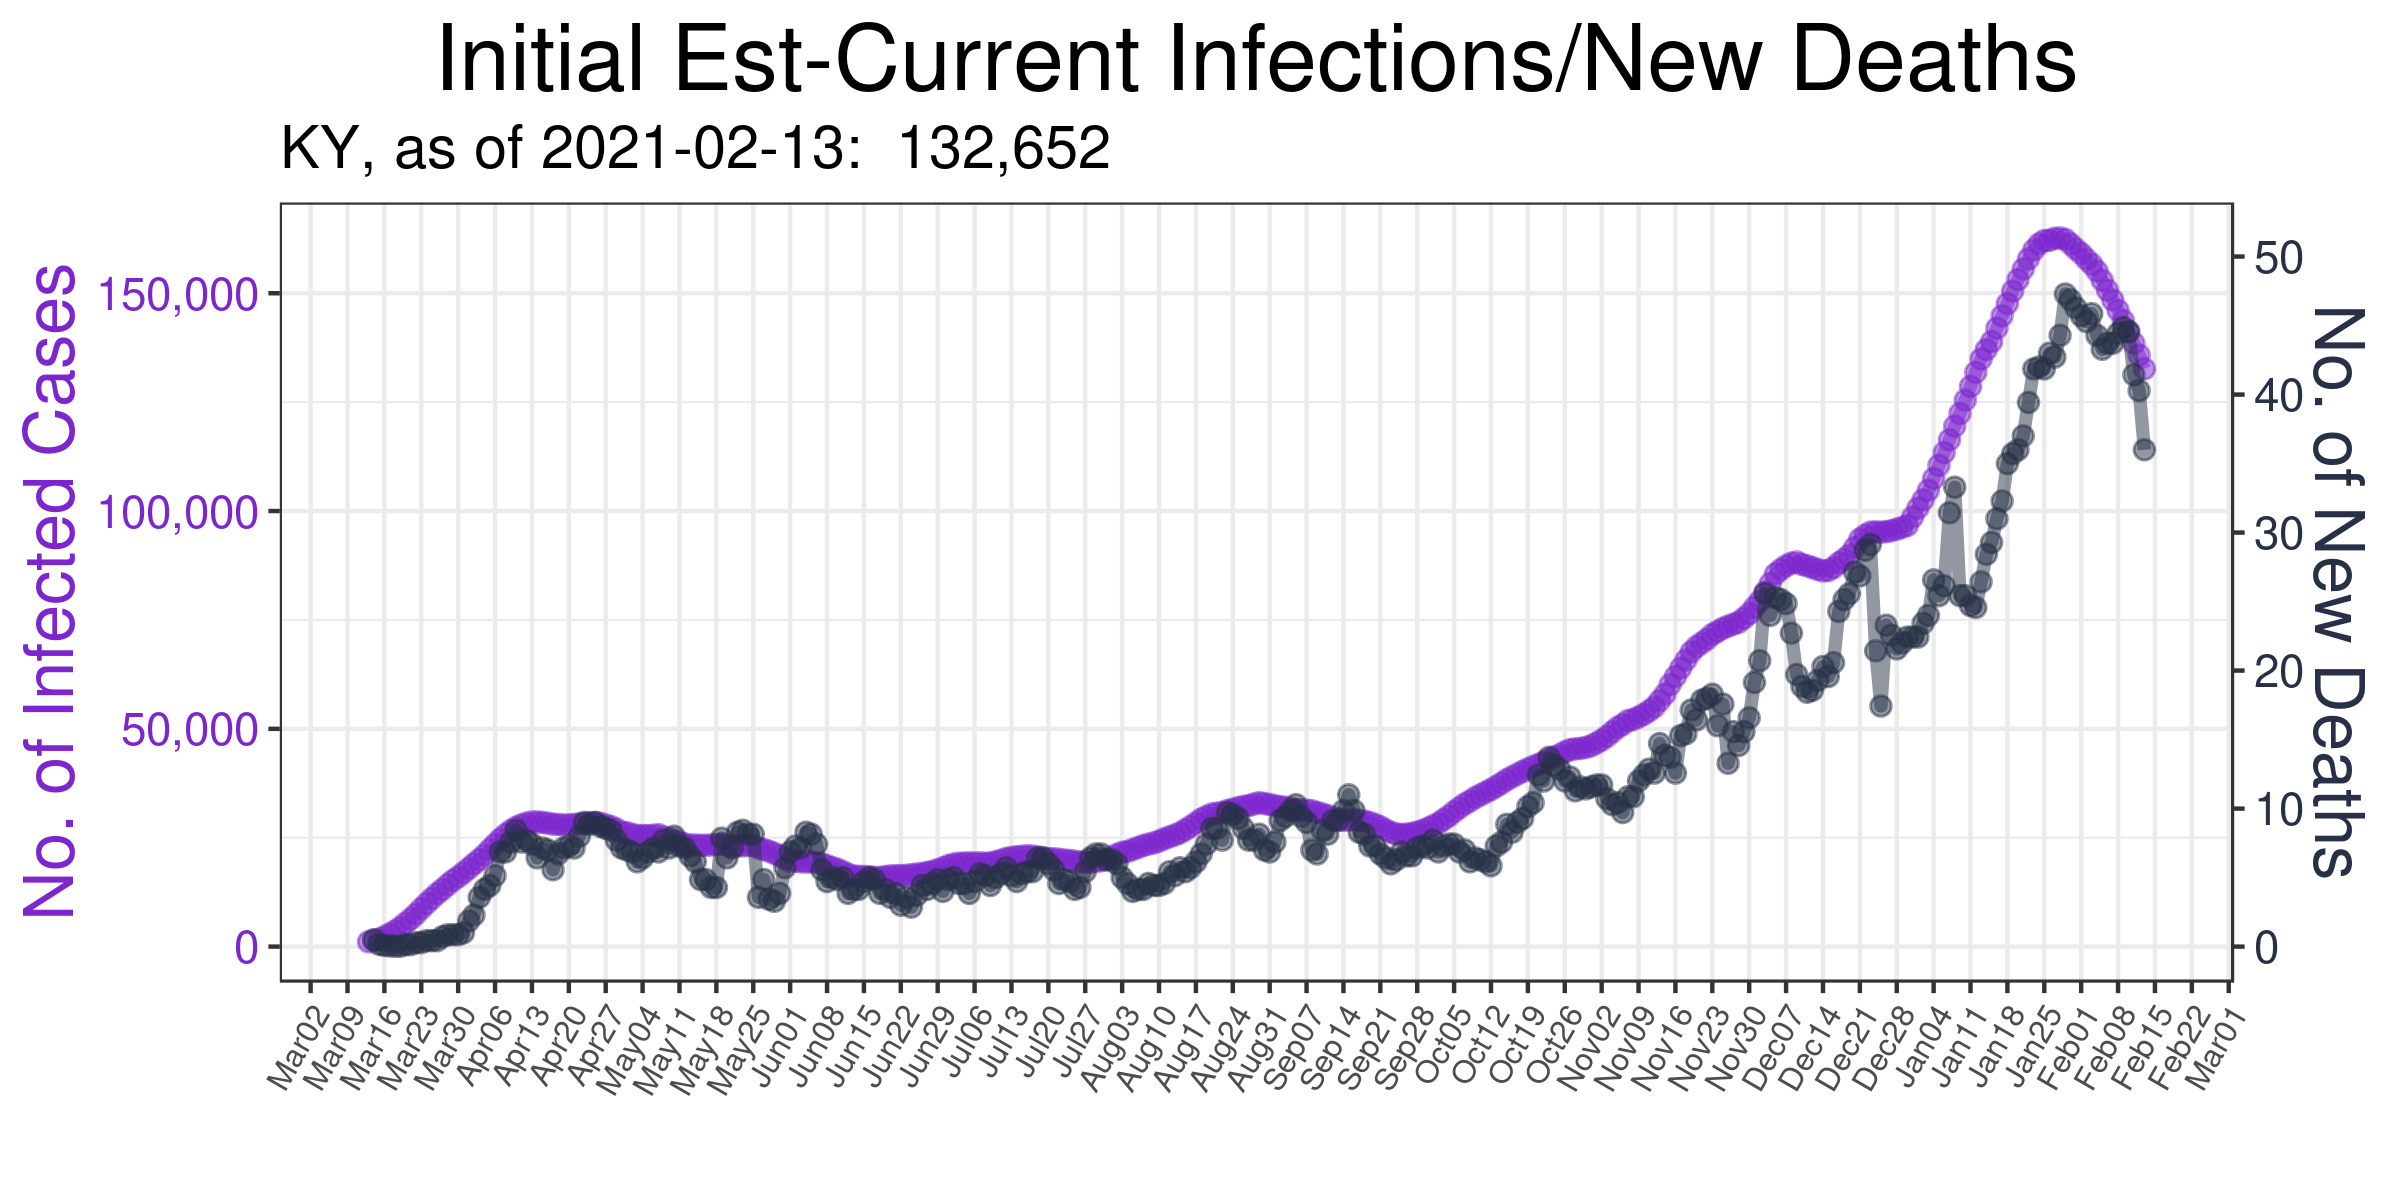 Initial Est-Current Infections/New Deaths
KY, as of 2021-02-13:  132,652
No. of Infected Cases
150,000
100,000
50,000
0
50
40
30
20
10
0
No. of New Deaths
Mar02
Mar09
Mar16
Mar23
Mar30
Apr06
Apr13
Apr20
Apr27
May04
May11
May18
May25
Jun01
Jun08
Jun15
Jun22
Jun29
Jul06
Jul13
Jul20
Jul27
Aug03
Aug10
Aug17
Aug24
Aug31
Sep07
Sep14
Sep21
Sep28
Oct05
Oct12
Oct19
Oct26
Nov02
Nov09
Nov16
Nov23
Nov30
Dec07
Dec14
Dec21
Dec28
Jan04
Jan11
Jan18
Jan25
Feb01
Feb08
Feb15
Feb22
Mar01